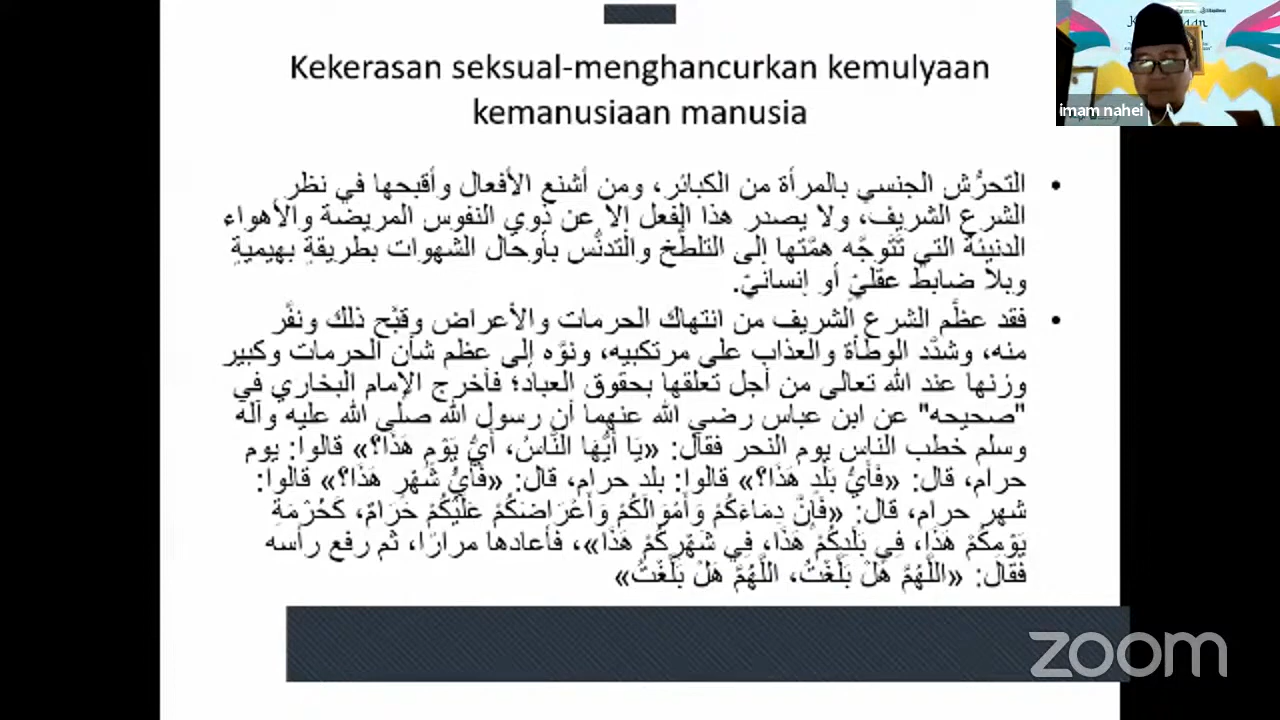 Kekerasan seksual-menghancurkan kemulyaan
kemanusiaan manusia
imam nahei
• التحرُّش الجنسي بالمرأة من الكبائر، ومن أشنع الأفعال وأقبحها في نظر
الشرع الشريف، ولا يصدر هذا الفعل إلا عن ذوي النفوس المريضة والأهواء
الدنيئة التي تَتَوجَّه همَّتها إلى التلطُّخ والتدنُّس بأوحال الشهوات بطريقةٍ بهيميةٍ
وبلا ضابط عقليٍّ أو إنسانيٍّ.
• فقد عظَّم الشرع الشريف من انتهاك الحرمات والأعراض وقبَّح ذلك ونفَّر
منه، وشدَّد الوطأة والعذاب على مرتكبيه، ونوَّه إلى عظم شأن الحرمات وكبير
وزنها عند الله تعالى من أجل تعلقها بحقوق العباد؛ فأخرج الإمام البخاري في
"صحيحه" عن ابن عباس رضي الله عنهما أن رسول الله صلَّى الله عليه وآله
وسلم خطب الناس يوم النحر فقال: «يَا أَيُّهَا النَّاسُ، أَيُّ يَوْمٍ هَذَا؟» قالوا: يوم
حرام، قال: «فَأَيُّ بَلَدٍ هَذَا؟» قالوا: بلد حرام، قال: «فَأَيُّ شَهْرٍ هَذَا؟» قالوا:
شهر حرام، قال: «فَإِنَّ دِمَاءَكُمْ وَأَمْوَالَكُمْ وَأَعْرَاضَكُمْ عَلَيْكُمْ حَرَامٌ، كَحُرْمَةِ
يَوْمِكُمْ هَذَا، فِي بَلَدِكُمْ هَذَا، فِي شَهْرِكُمْ هَذَا»، فأعادها مرارًا، ثم رفع رأسه
فقال: «اللَّهُمَّ هَلْ بَلَّغْتُ، اللَّهُمَّ هَلْ بَلَّغْتُ»
zoom